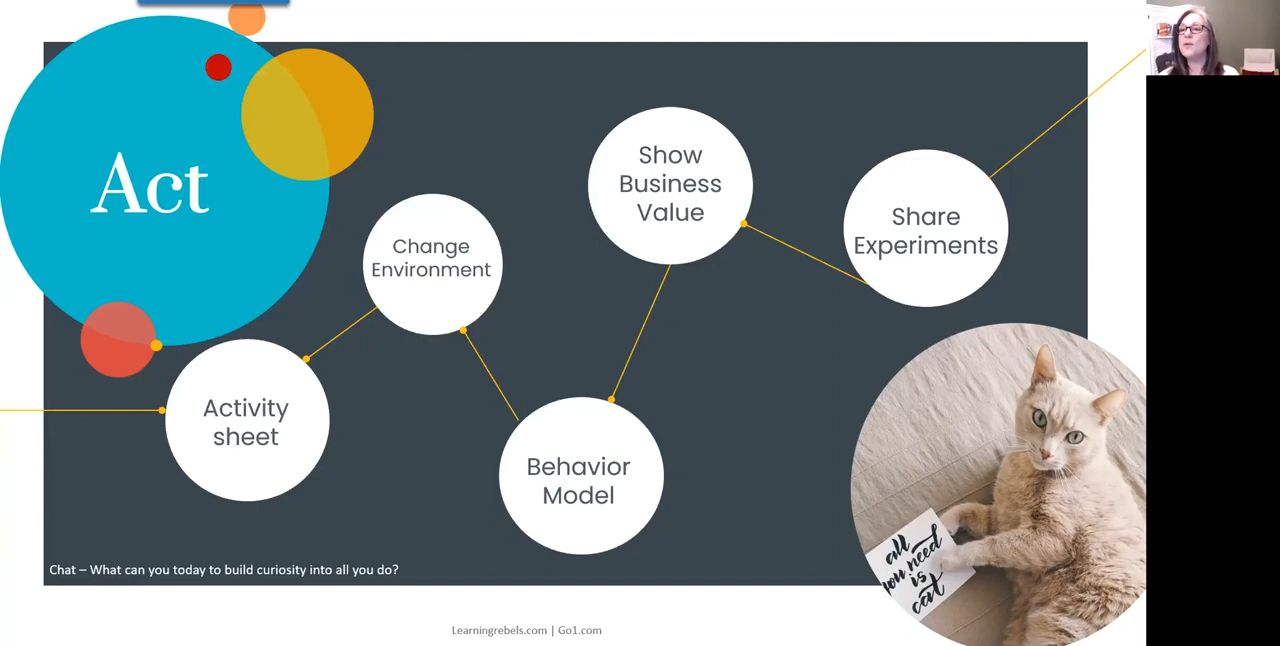 Act
Activity
sheet
Change
Environment
Behavior
Model
Show
Business
Value
Share
Experiments
all
you need
is
cat
Chat – What can you today to build curiosity into all you do?
Learningrebels.com | Go1.com